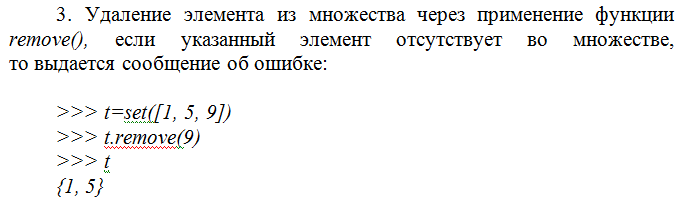 3. Удаление элемента из множества через применение функции
remove(), если указанный элемент отсутствует во множестве,
то выдается сообщение об ошибке:
>>> t=set([1, 5, 9])
>>> t.remove(9)
>>> t
{1, 5}